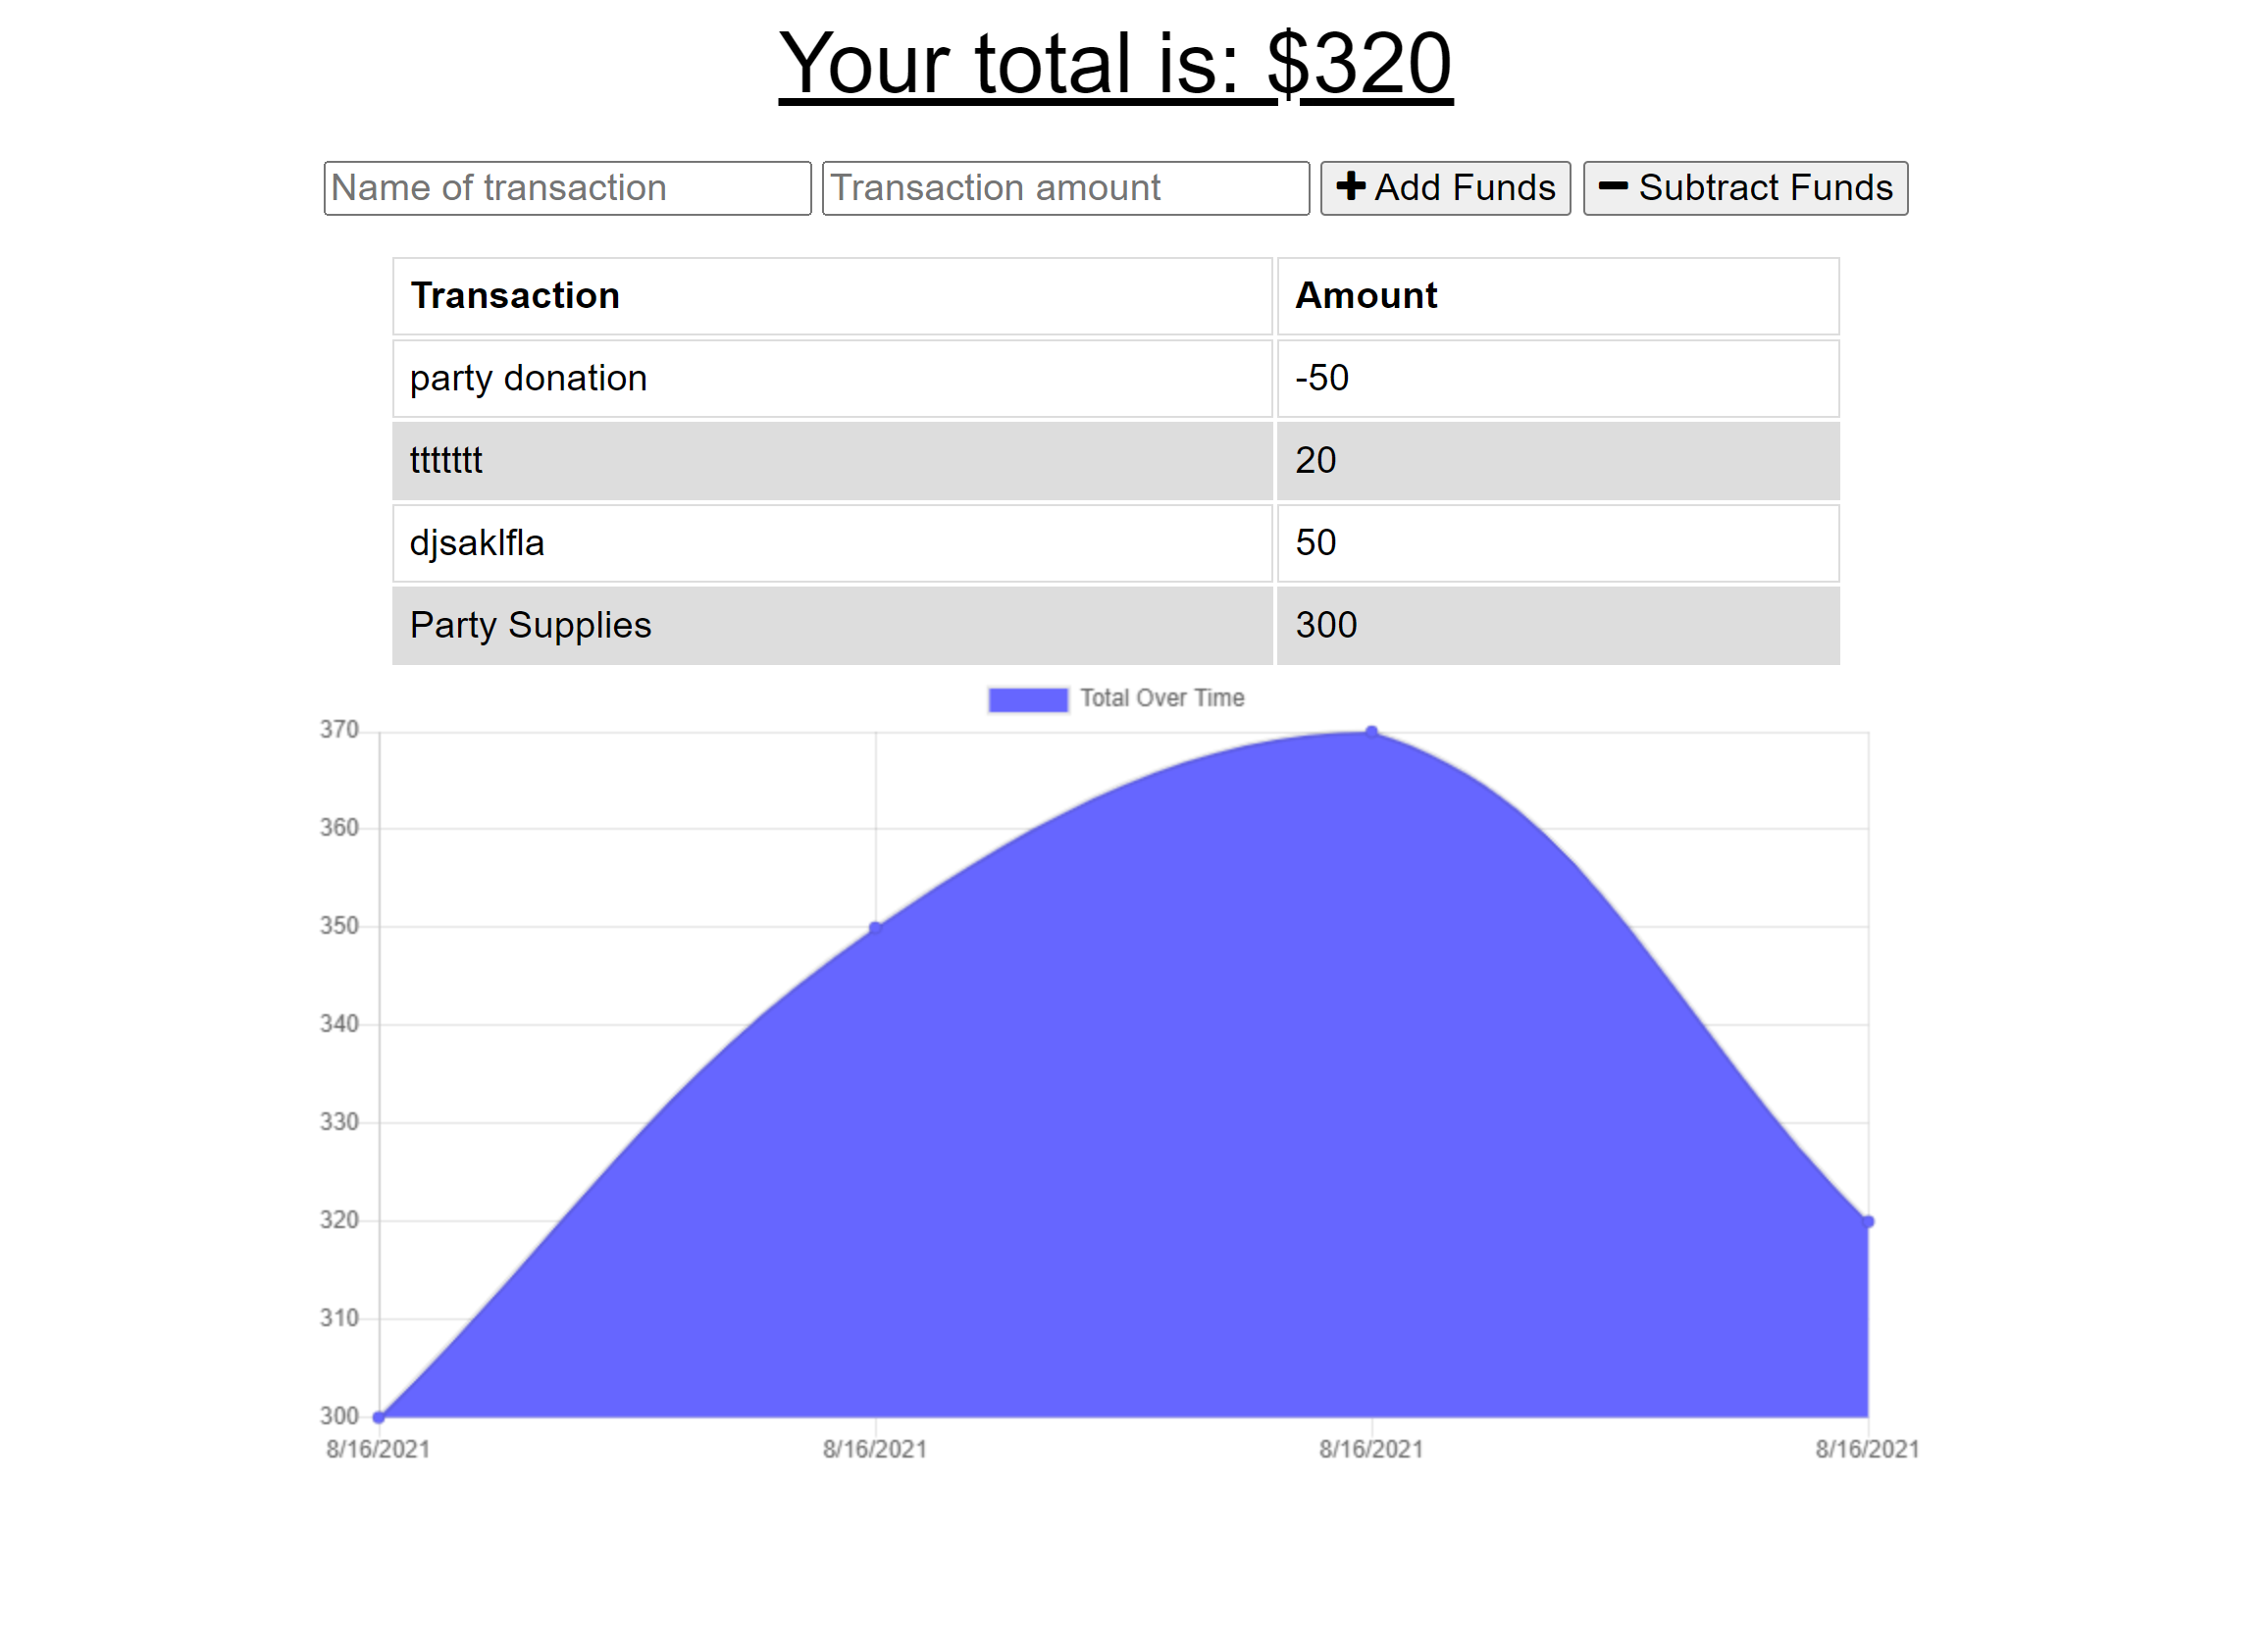 Your total is: $320
Name of transaction Transaction amount Add Funds Subtract Funds
Transaction Amount
party donation -50
ttttttt 20
djsaklfla 50
Party Supplies 300
Total Over Time
370
360
350
340
330
320
310
300
8/16/2021 8/16/2021 8/16/2021 8/16/2021